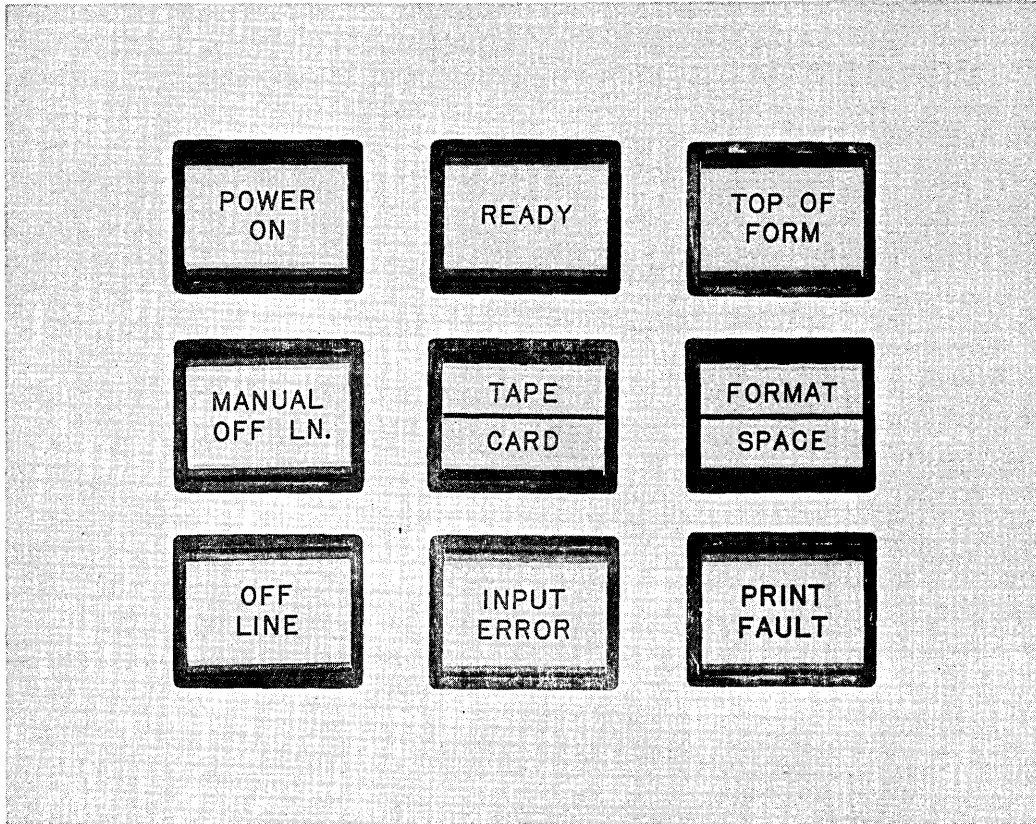 POWER
ON
READY
TOP OF
FORM
MANUAL
OFF LN.
TAPE
CARD
FORMAT
SPACE
OFF
LINE
INPUT
ERROR
PRINT
FAULT